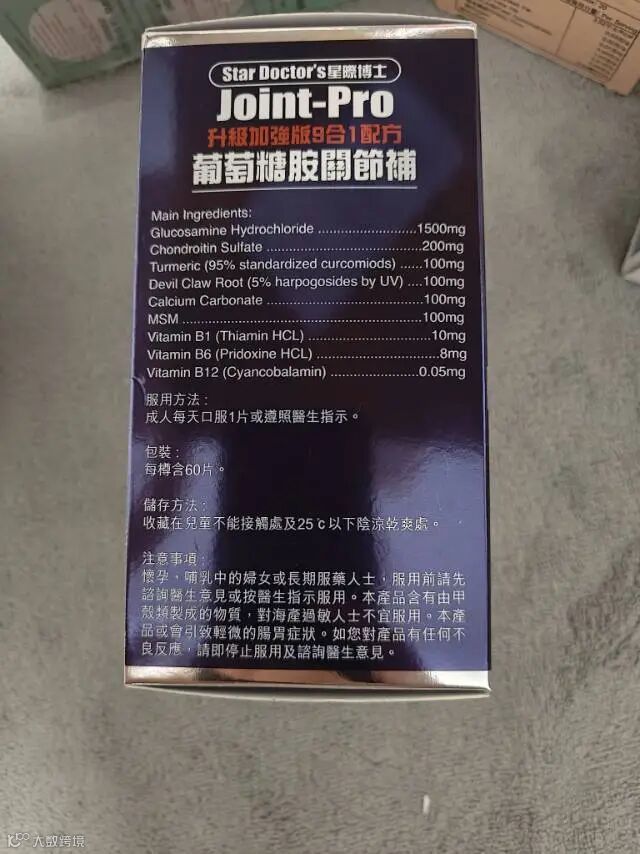 Star Doctor's 星際博士
Joint-Pro
升級加強版9合1配方
葡萄糖胺關節補
Main Ingredients:
Glucosamine Hydrochloride ..........................1500mg
Chondroitin Sulfate ........................................200mg
Turmeric (95% standardized curcomiods) ......100mg
Devil Claw Root (5% harpogosides by UV) ....100mg
Calcium Carbonate ........................................100mg
MSM ..............................................................100mg
Vitamin B1 (Thiamin HCL) ................................10mg
Vitamin B6 (Pridoxine HCL) ................................8mg
Vitamin B12 (Cyancobalamin) .......................0.05mg
服用方法：
成人每天口服1片或遵照醫生指示。
包裝：
每樽含60片。
儲存方法：
收藏在兒童不能接觸處及25℃以下陰涼乾爽處。
注意事項：
懷孕，哺乳中的婦女或長期服藥人士，服用前請先
諮詢醫生意見或按醫生指示服用。本產品含有由甲
殼類製成的物質，對海產過敏人士不宜服用。本產
品或會引致輕微的腸胃症狀。如您對產品有任何不
良反應，請即停止服用及諮詢醫生意見。
大数跨境